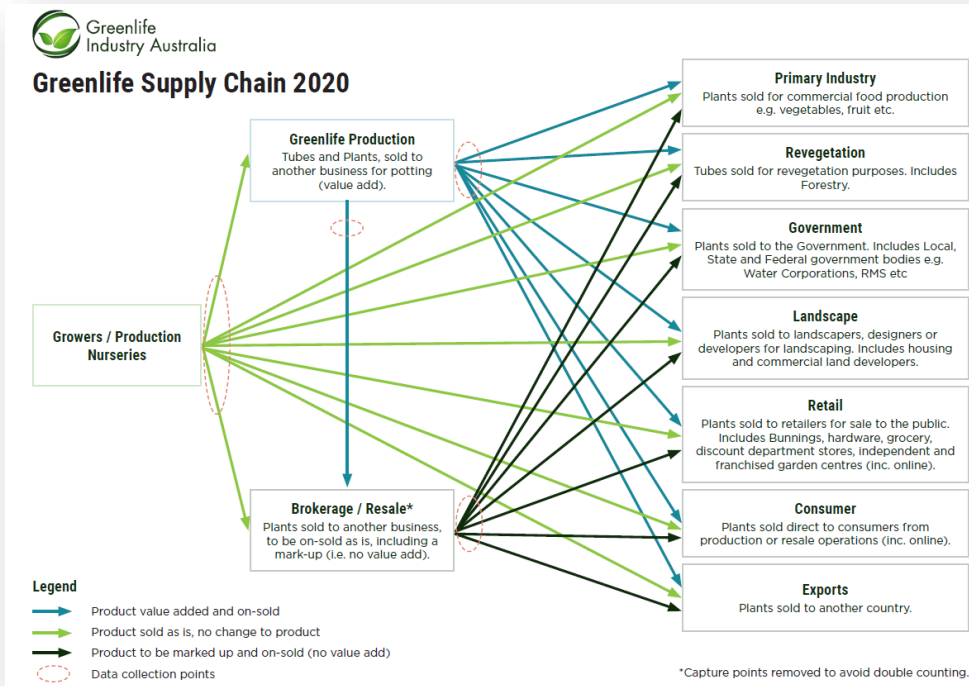 Greenlife
Industry Australia
Greenlife Supply Chain 2020
Growers / Production
Nurseries
Greenlife Production
Tubes and Plants, sold to
another business for potting
(value add).
Brokerage / Resale*
Plants sold to another business,
to be on-sold as is, including a
mark-up (i.e. no value add).
Primary Industry
Plants sold for commercial food production
e.g. vegetables, fruit etc.
Revegetation
Tubes sold for revegetation purposes. Includes
Forestry.
Government
Plants sold to the Government. Includes Local,
State and Federal government bodies e.g.
Water Corporations, RMS etc
Landscape
Plants sold to landscapers, designers or
developers for landscaping. Includes housing
and commercial land developers.
Retail
Plants sold to retailers for sale to the public.
Includes Bunnings, hardware, grocery,
discount department stores, independent and
franchised garden centres (inc. online).
Consumer
Plants sold direct to consumers from
production or resale operations (inc. online).
Exports
Plants sold to another country.
Legend
Product value added and on-sold
Product sold as is, no change to product
Product to be marked up and on-sold (no value add)
Data collection points
*Capture points removed to avoid double counting.